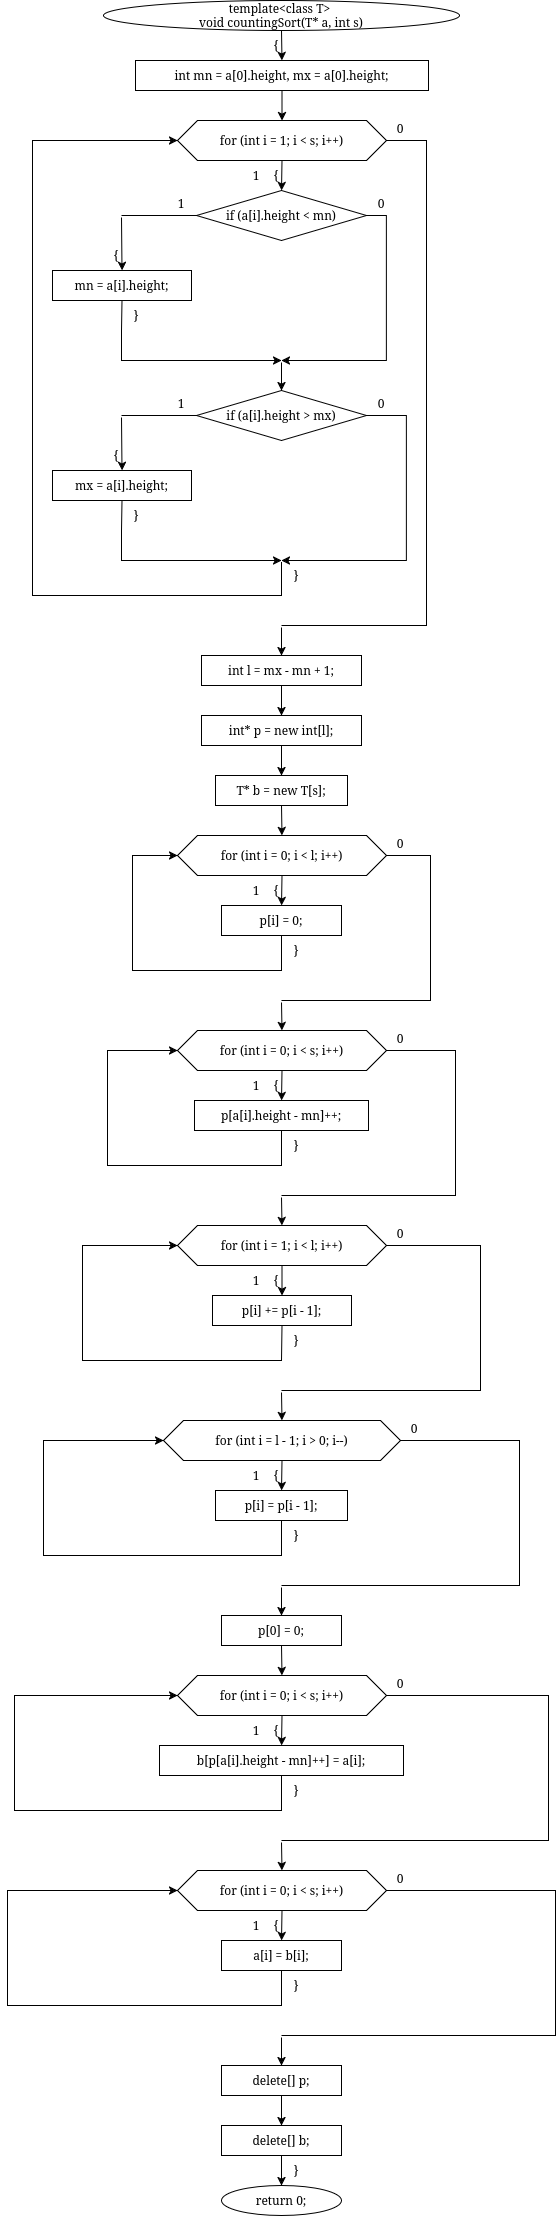 template<class T>
void countingSort(T* a, int s)
{
int mn = a[0].height, mx = a[0].height;
for (int i = 1; i < s; i++)
0
1 {
if (a[i].height < mn)
1
0
{
mn = a[i].height;
}
if (a[i].height > mx)
1
0
{
mx = a[i].height;
}
}
int l = mx - mn + 1;
int* p = new int[l];
T* b = new T[s];
for (int i = 0; i < l; i++)
0
1 {
p[i] = 0;
}
for (int i = 0; i < s; i++)
0
1 {
p[a[i].height - mn]++;
}
for (int i = 1; i < l; i++)
0
1 {
p[i] += p[i - 1];
}
for (int i = l - 1; i > 0; i--)
0
1 {
p[i] = p[i - 1];
}
p[0] = 0;
for (int i = 0; i < s; i++)
0
1 {
b[p[a[i].height - mn]++] = a[i];
}
for (int i = 0; i < s; i++)
0
1 {
a[i] = b[i];
}
delete[] p;
delete[] b;
}
return 0;